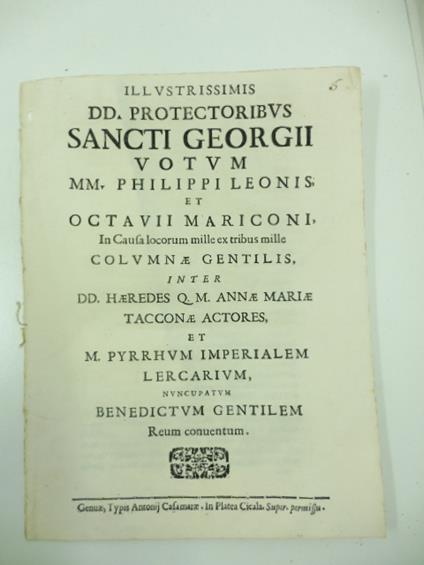 5
ILLVSTRISSIMIS
DD. PROTECTORIBVS
SANCTI GEORGII
VOTVM
MM. PHILIPPI LEONIS,
ET
OCTAVII MARICONI,
In Cauſa locorum mille ex tribus mille
COLVMNÆ GENTILIS,
INTER
DD. HÆREDES Q. M. ANNÆ MARIÆ
TACCONÆ ACTORES,
ET
M. PYRRHVM IMPERIALEM
LERCARIVM,
NVNCUPATVM
BENEDICTVM GENTILEM
Reum conuentum.
Genuæ, Typis Antonij Caſamaræ. In Platea Cicala. Super. permiſſu.